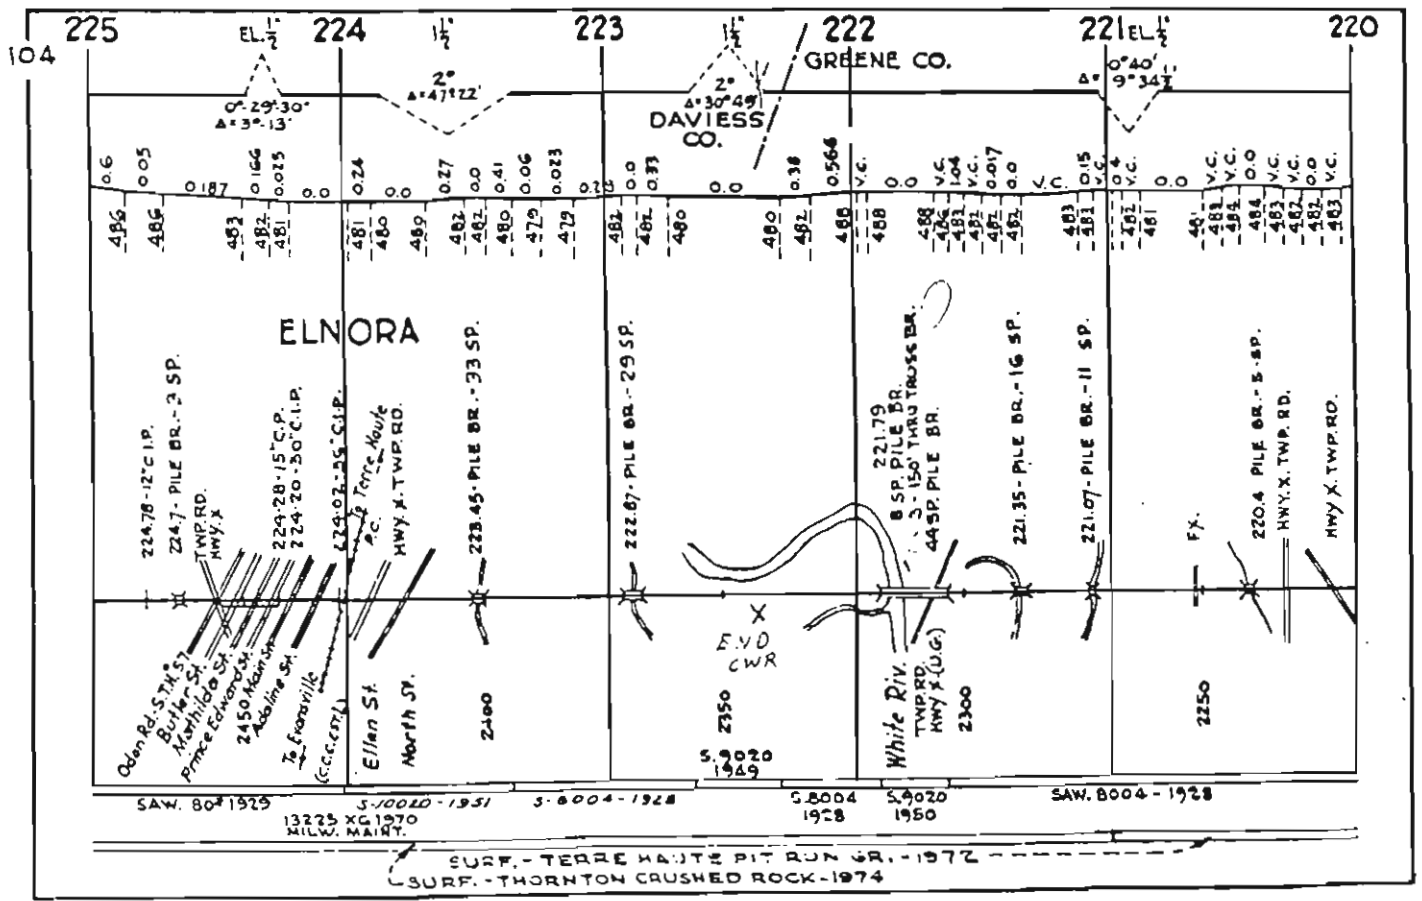 225
EL. 1/2"
224
1 1/2"
223
1 1/2"
222
221
EL. 1/2"
220
104
GREENE CO.
0°-29'-30"
Δ=3°-13'
2°
Δ=47°22'
2°
Δ=30°49'
DAVIESS
CO.
0°40'
Δ= 9°34 1/2'
0.6 0.05 0.187 0.166 0.025 0.0 0.24 0.0 0.27 0.0 0.41 0.06 0.023 0.0 0.33 0.0 0.38 0.566 V.C. 0.0 V.C. 1.04 V.C. 0.017 0.0 V.C. 0.15 V.C. 0.4 V.C. 0.0 V.C. V.C. 0.0 V.C. V.C. 0.0 V.C.
486 486 483 482 481 481 480 480 482 482 480 479 479 482 482 480 480 482 488 488 488 486 483 482 482 482 483 483 482 481 481 483 484 484 483 482 482 483
ELNORA
224.78-12" C.I.P.
224.7-PILE BR.-3 SP.
TWP. RD.
HWY. X
224.28-15" C.P.
224.20-30" C.I.P.
224.02-36" C.I.P.
To Terre Haute
P.C.
HWY. X. TWP. RD.
223.45-PILE BR.-33 SP.
222.87-PILE BR.-29 SP.
221.79
8 SP. PILE BR.
3-150' THRU TRUSS BR.
44 SP. PILE BR.
221.35-PILE BR.-16 SP.
221.07-PILE BR.-11 SP.
FX.
220.4 PILE BR.-5-SP.
HWY. X. TWP. RD.
HWY X. TWP. RD.
X
END
CWR
Odon Rd. S.T.H. 57
Butler St.
Mathilda St.
Prince Edward St.
2450 Main St.
Adaline St.
To Evansville
(C.C.C. ST. L.)
Ellen St.
North St.
2400
2350
White Riv.
TWP. RD.
HWY X (U.G.)
2300
2250
S. 9020
1949
SAW. 80# 1929
S-10020-1951
S-8004-1928
S. 8004
1928
S. 9020
1950
SAW. 8004-1928
13225 XG 1970
MILW. MAINT.
SURF.-TERRE HAUTE PIT RUN GR.-1972
SURF.-THORNTON CRUSHED ROCK-1974